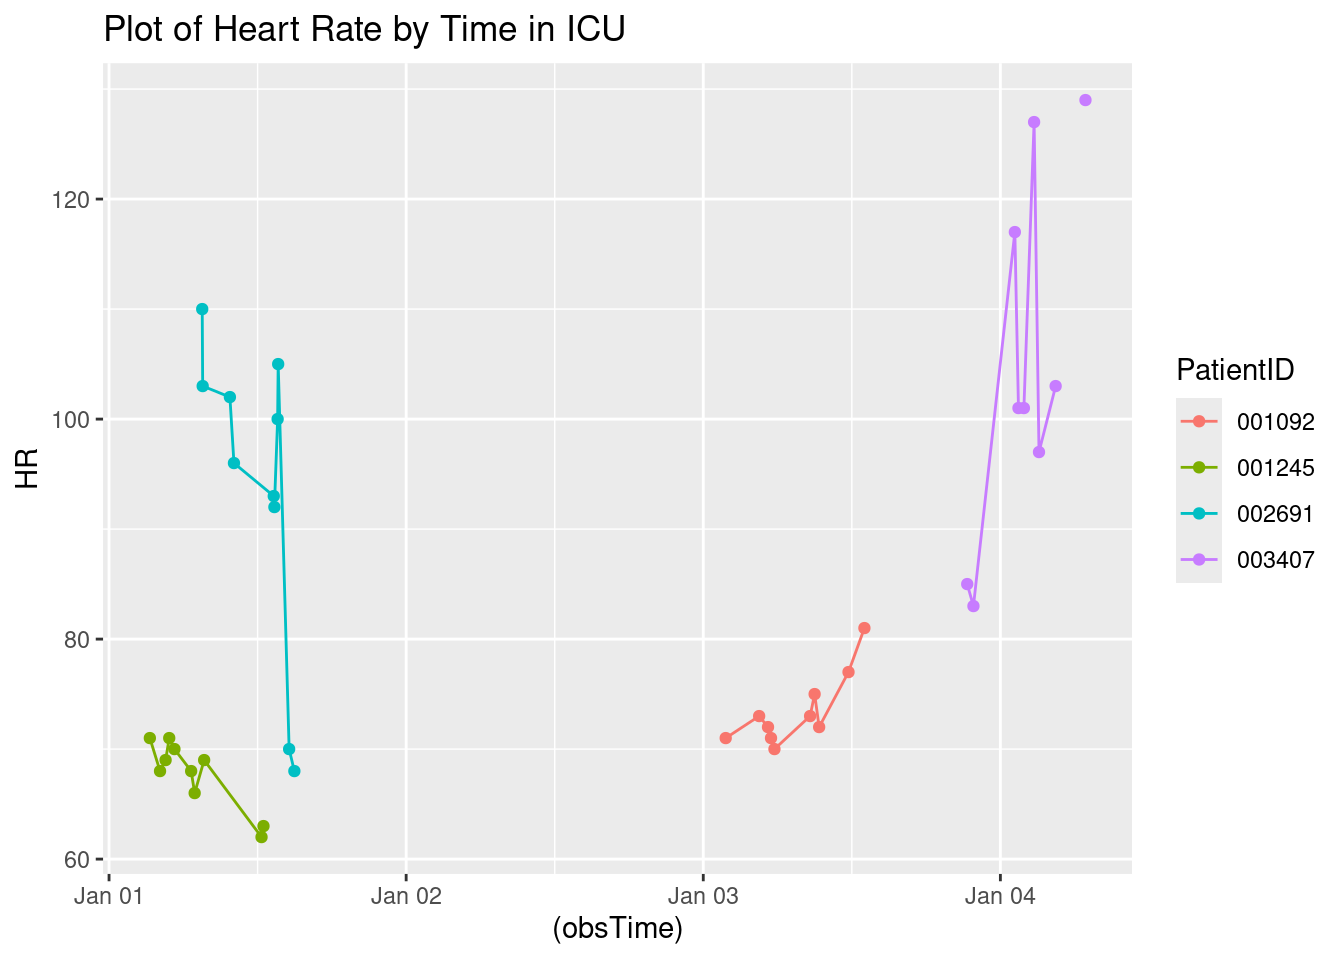 Plot of Heart Rate by Time in ICU
120
100
80
60
HR
Jan 01
Jan 02
Jan 03
Jan 04
(obsTime)
PatientID
001092
001245
002691
003407